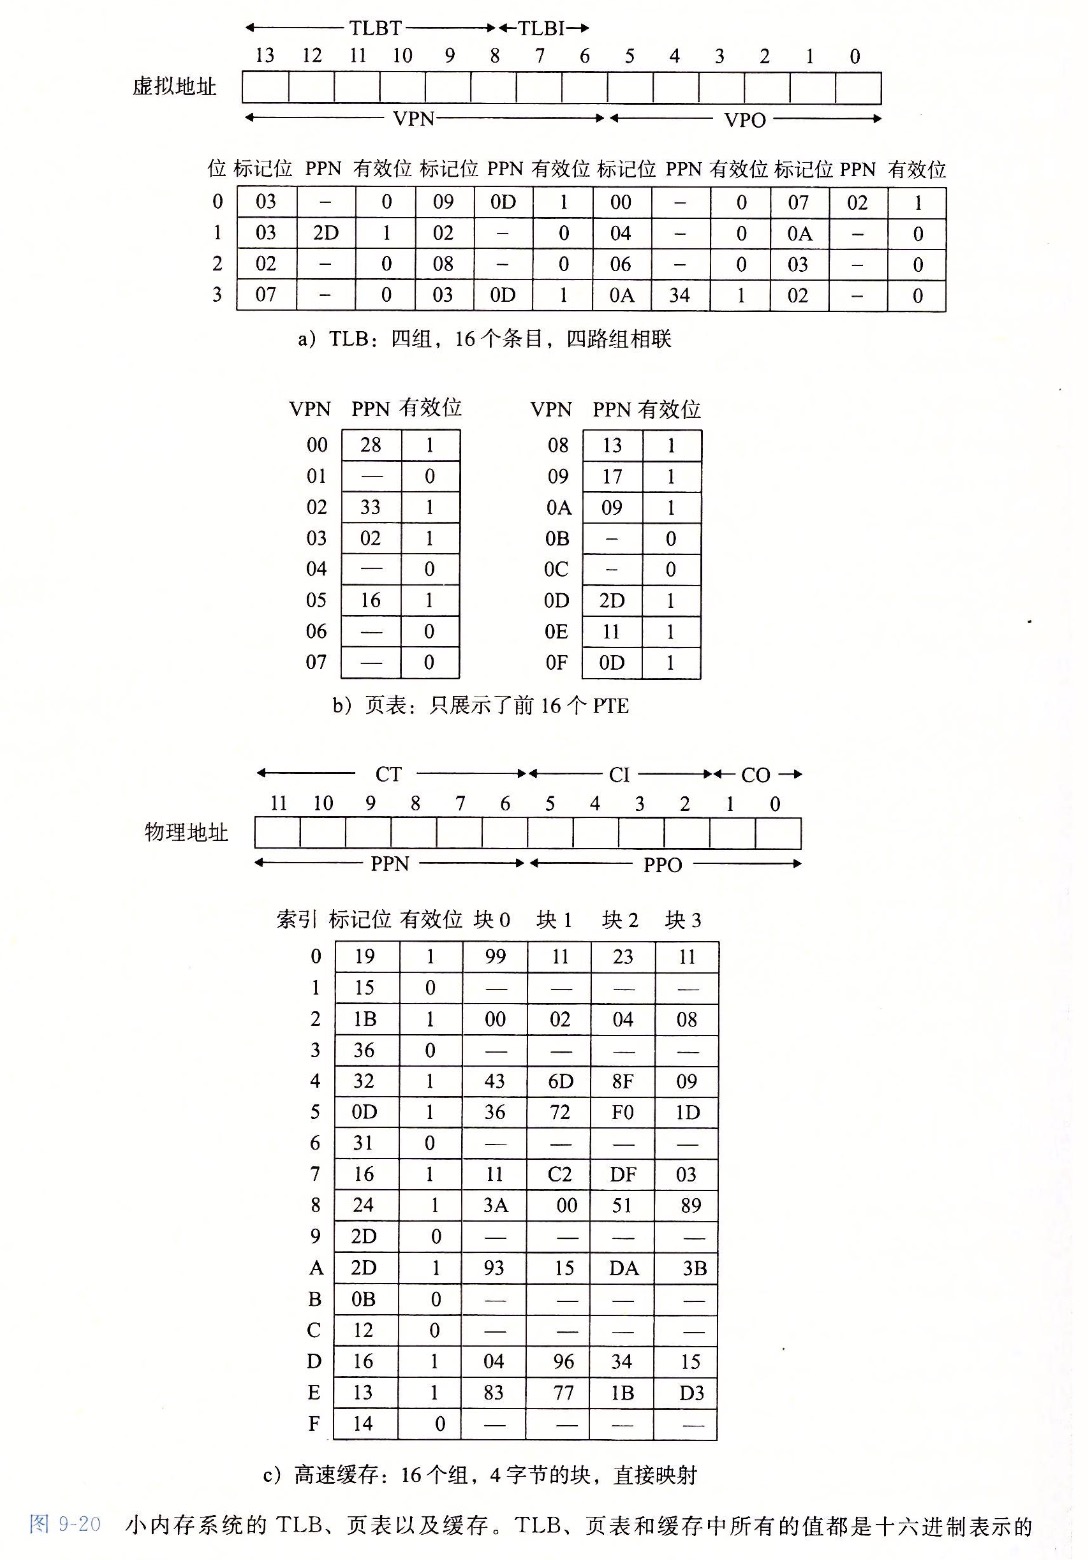 TLBT TLBI
13 12 11 10 9 8 7 6 5 4 3 2 1 0
虚拟地址
VPN VPO
位 标记位 PPN 有效位 标记位 PPN 有效位 标记位 PPN 有效位 标记位 PPN 有效位
0 03 – 0 09 0D 1 00 – 0 07 02 1
1 03 2D 1 02 – 0 04 – 0 0A – 0
2 02 – 0 08 – 0 06 – 0 03 – 0
3 07 – 0 03 0D 1 0A 34 1 02 – 0
a）TLB：四组，16 个条目，四路组相联
VPN PPN 有效位 VPN PPN 有效位
00 28 1 08 13 1
01 — 0 09 17 1
02 33 1 0A 09 1
03 02 1 0B – 0
04 — 0 0C – 0
05 16 1 0D 2D 1
06 — 0 0E 11 1
07 — 0 0F 0D 1
b）页表：只展示了前 16 个 PTE
CT CI CO
11 10 9 8 7 6 5 4 3 2 1 0
物理地址
PPN PPO
索引 标记位 有效位 块 0 块 1 块 2 块 3
0 19 1 99 11 23 11
1 15 0 — — — —
2 1B 1 00 02 04 08
3 36 0 — — — —
4 32 1 43 6D 8F 09
5 0D 1 36 72 F0 1D
6 31 0 — — — —
7 16 1 11 C2 DF 03
8 24 1 3A 00 51 89
9 2D 0 — — — —
A 2D 1 93 15 DA 3B
B 0B 0 — — — —
C 12 0 — — — —
D 16 1 04 96 34 15
E 13 1 83 77 1B D3
F 14 0 — — — —
c）高速缓存：16 个组，4 字节的块，直接映射
图 9-20 小内存系统的 TLB、页表以及缓存。TLB、页表和缓存中所有的值都是十六进制表示的